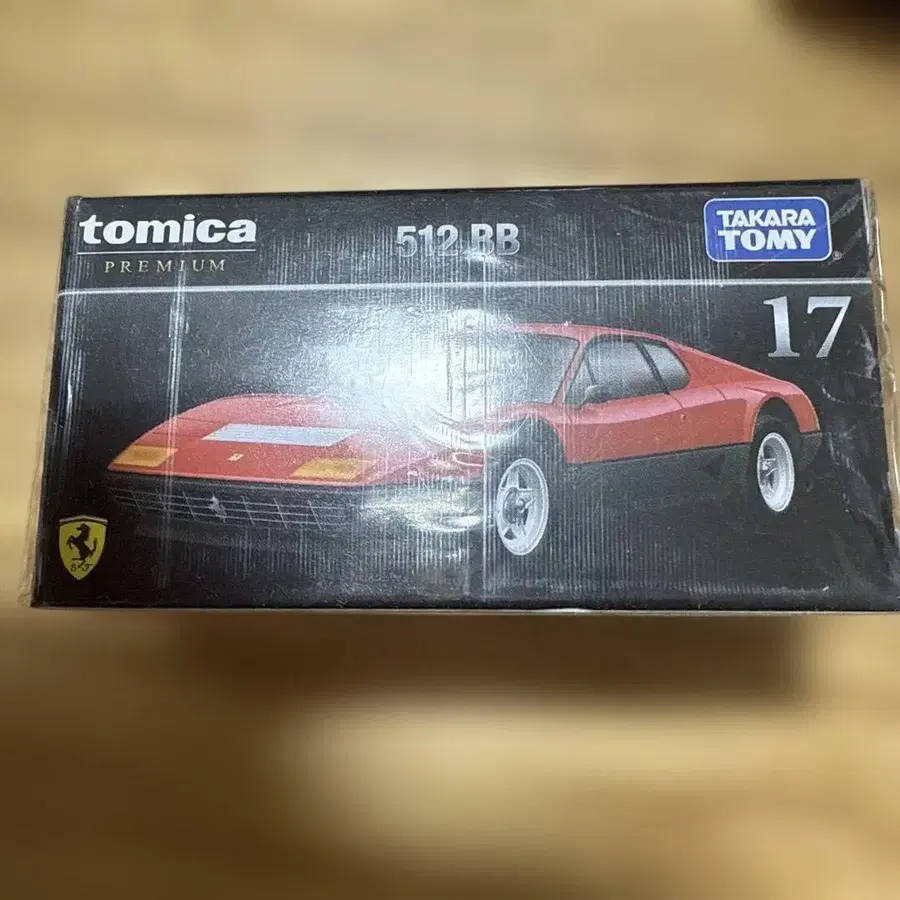 tomica
PREMIUM
512 BB
TAKARA
TOMY
17
S F